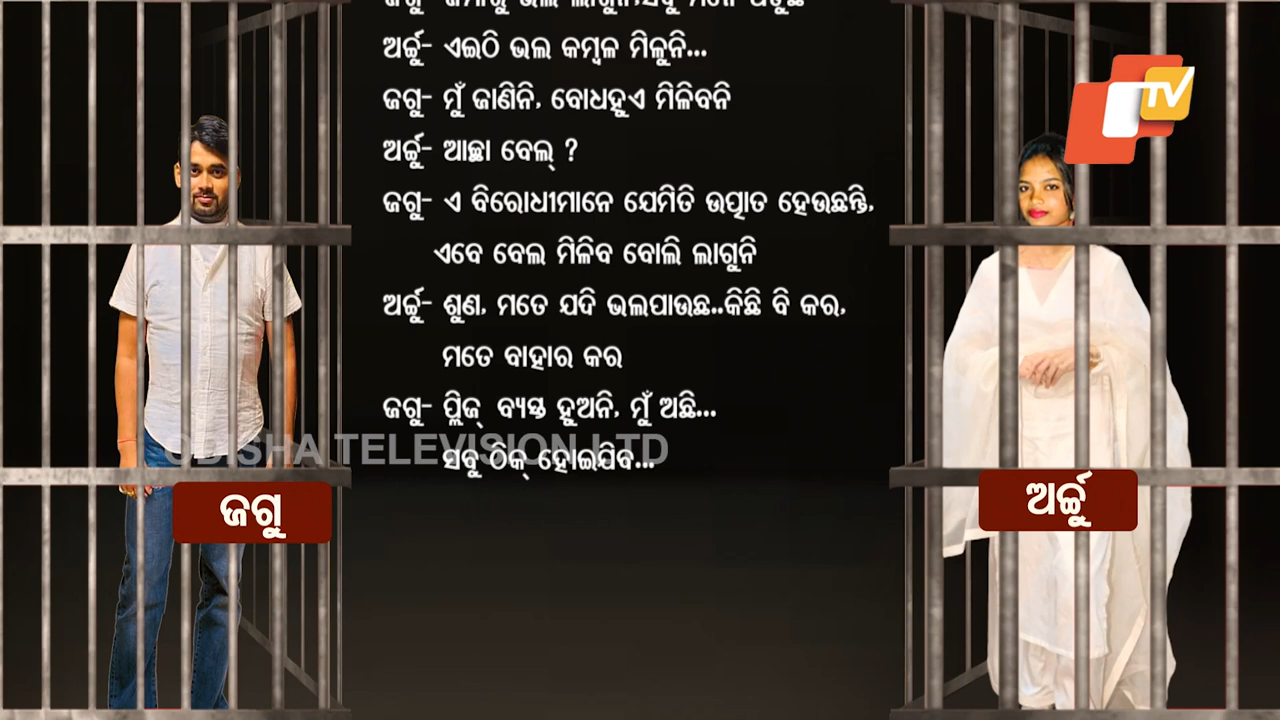 ଅର୍ଚ୍ଚୁ- ଏଇଠି ଭଲ କମ୍ବଳ ମିଳୁନି...
ଜଗୁ- ମୁଁ ଜାଣିନି, ବୋଧହୁଏ ମିଳିବନି
ଅର୍ଚ୍ଚୁ- ଆଚ୍ଛା ବେଲ୍ ?
ଜଗୁ- ଏ ବିରୋଧୀମାନେ ଯେମିତି ଉତ୍ପାତ ହେଉଛନ୍ତି,
ଏବେ ବେଲ ମିଳିବ ବୋଲି ଲାଗୁନି
ଅର୍ଚ୍ଚୁ- ଶୁଣ, ମତେ ଯଦି ଭଲପାଉଛ..କିଛି ବି କର,
ମତେ ବାହାର କର
ଜଗୁ- ପ୍ଲିଜ୍ ବ୍ୟସ୍ତ ହୁଅନି, ମୁଁ ଅଛି...
ସବୁ ଠିକ୍ ହୋଇଯିବ...
ODISHA TELEVISION LTD
ଜଗୁ
ଅର୍ଚ୍ଚୁ
TV